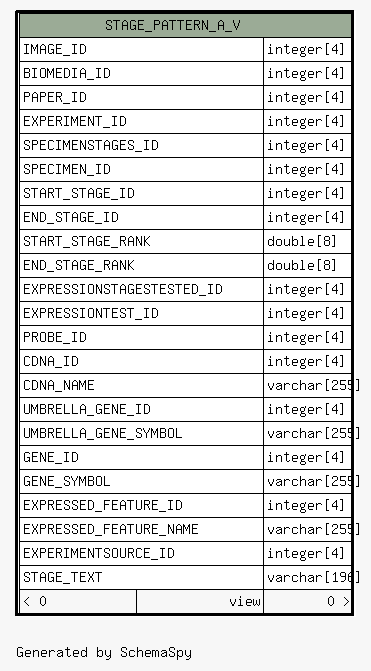 STAGE_PATTERN_A_V
IMAGE_ID integer[4]
BIOMEDIA_ID integer[4]
PAPER_ID integer[4]
EXPERIMENT_ID integer[4]
SPECIMENSTAGES_ID integer[4]
SPECIMEN_ID integer[4]
START_STAGE_ID integer[4]
END_STAGE_ID integer[4]
START_STAGE_RANK double[8]
END_STAGE_RANK double[8]
EXPRESSIONSTAGESTESTED_ID integer[4]
EXPRESSIONTEST_ID integer[4]
PROBE_ID integer[4]
CDNA_ID integer[4]
CDNA_NAME varchar[255]
UMBRELLA_GENE_ID integer[4]
UMBRELLA_GENE_SYMBOL varchar[255]
GENE_ID integer[4]
GENE_SYMBOL varchar[255]
EXPRESSED_FEATURE_ID integer[4]
EXPRESSED_FEATURE_NAME varchar[255]
EXPERIMENTSOURCE_ID integer[4]
STAGE_TEXT varchar[196]
< 0 view 0 >
Generated by SchemaSpy